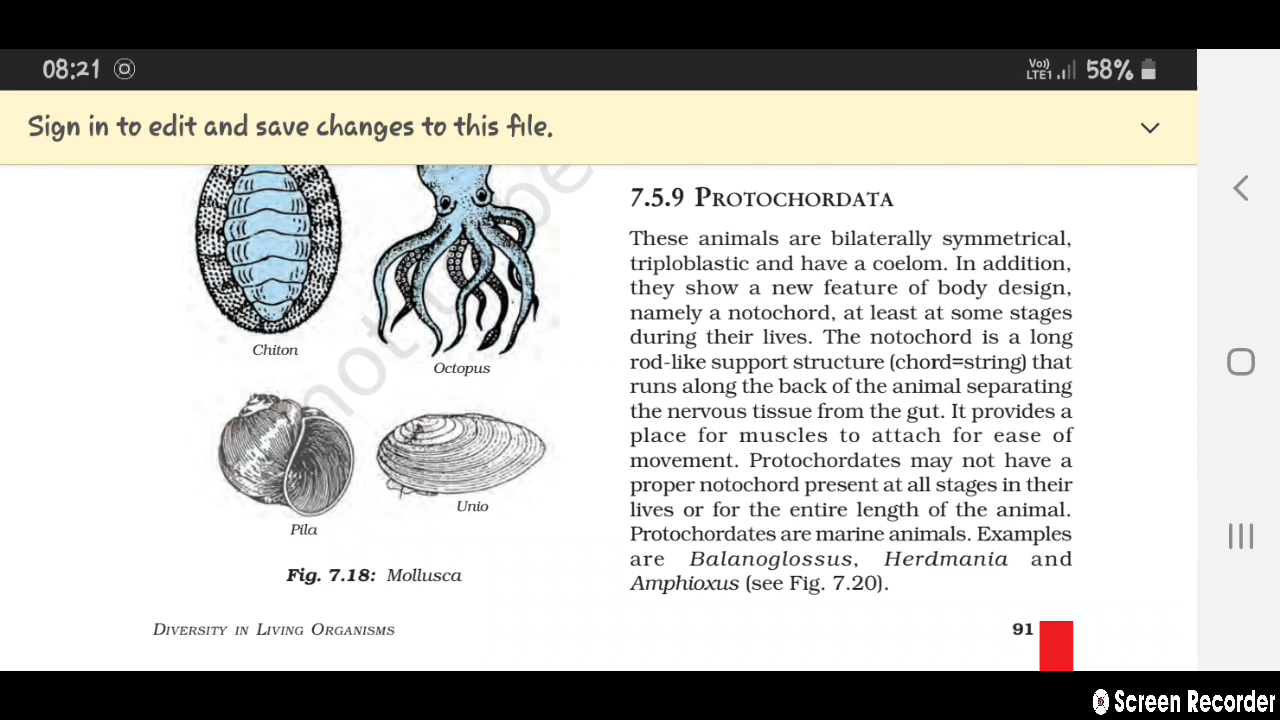 08:21
Vo)) LTE1 58%
Sign in to edit and save changes to this file.
Chiton
Octopus
Pila
Unio
Fig. 7.18: Mollusca
DIVERSITY IN LIVING ORGANISMS
7.5.9 PROTOCHORDATA
These animals are bilaterally symmetrical,
triploblastic and have a coelom. In addition,
they show a new feature of body design,
namely a notochord, at least at some stages
during their lives. The notochord is a long
rod-like support structure (chord=string) that
runs along the back of the animal separating
the nervous tissue from the gut. It provides a
place for muscles to attach for ease of
movement. Protochordates may not have a
proper notochord present at all stages in their
lives or for the entire length of the animal.
Protochordates are marine animals. Examples
are Balanoglossus, Herdmania and
Amphioxus (see Fig. 7.20).
91
not
be
Screen Recorder